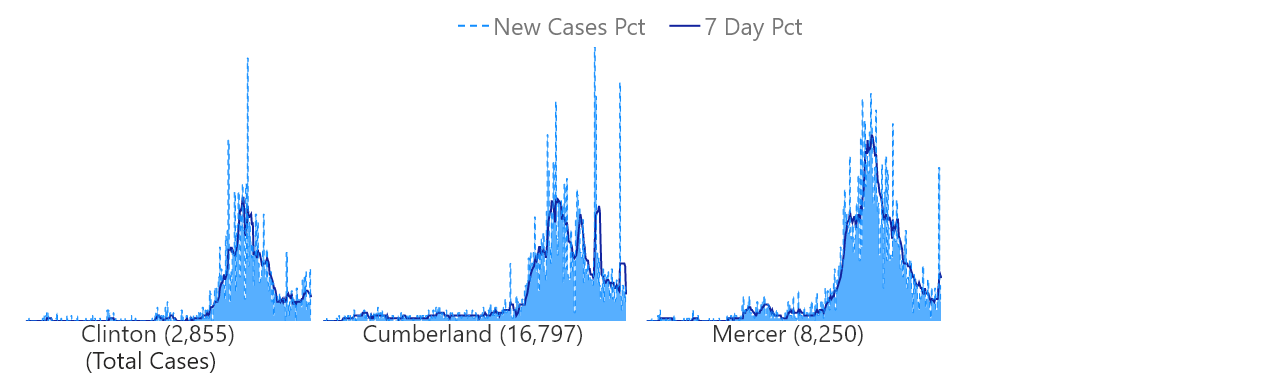 New Cases Pct 7 Day Pct
Clinton (2,855) Cumberland (16,797) Mercer (8,250)
(Total Cases)